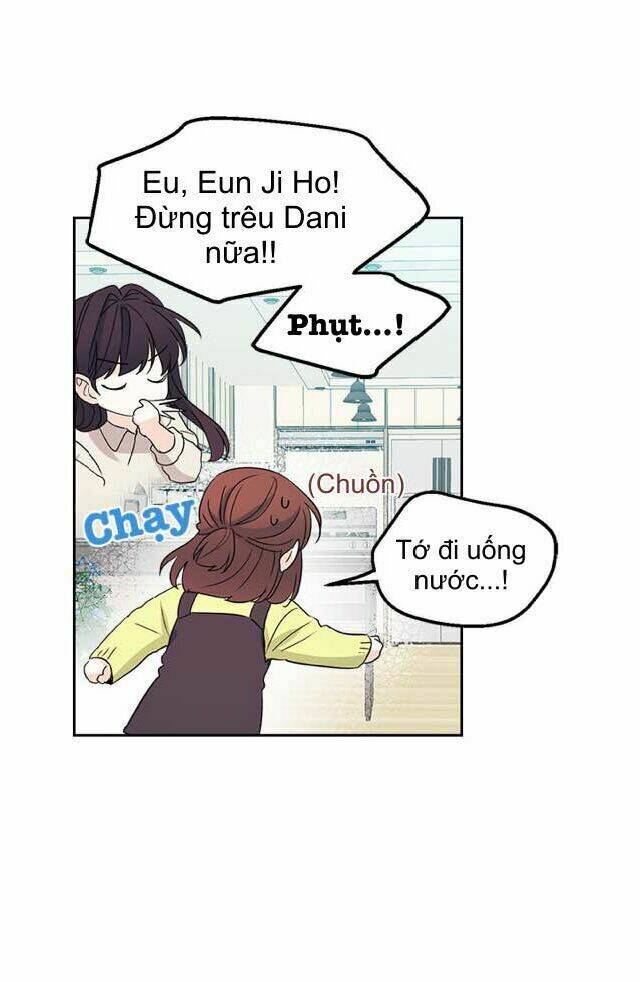 Eu, Eun Ji Ho!
Đừng trêu Dani
nữa!!
Phụt...!
(Chuồn)
Chạy
Tớ đi uống
nước...!